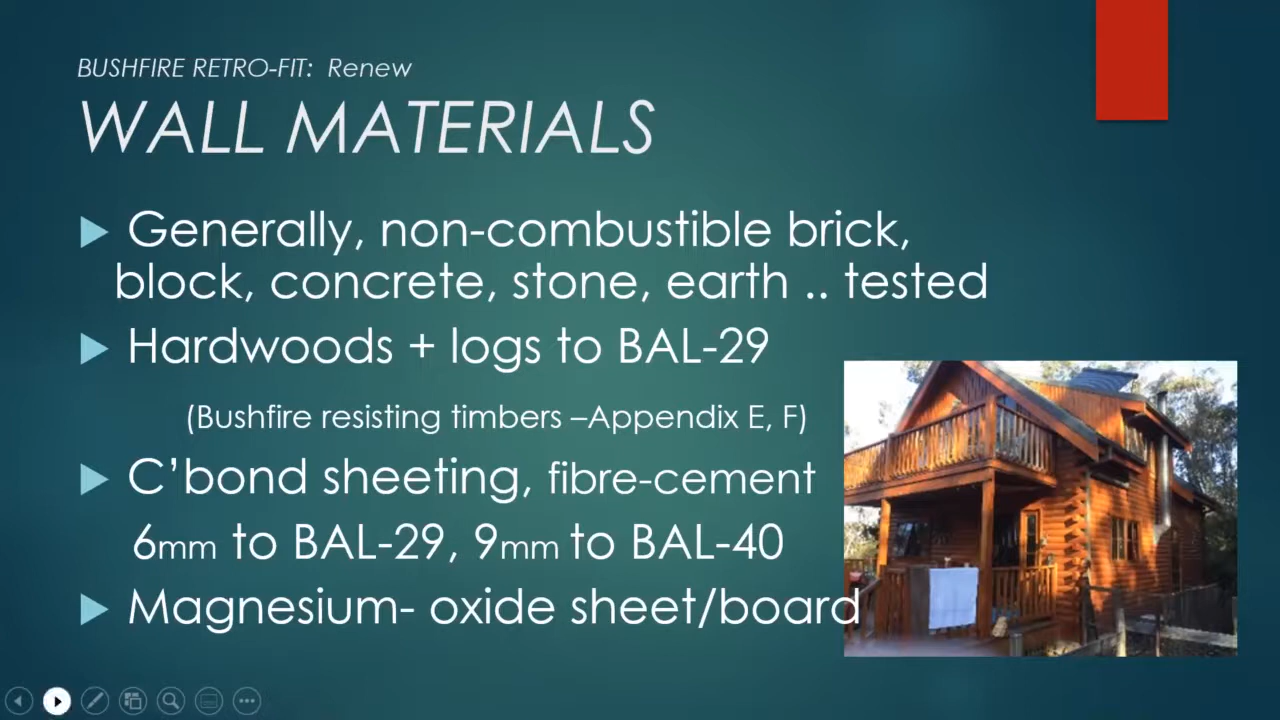 BUSHFIRE RETRO-FIT: Renew
WALL MATERIALS
Generally, non-combustible brick,
block, concrete, stone, earth .. tested
Hardwoods + logs to BAL-29
(Bushfire resisting timbers –Appendix E, F)
C’bond sheeting, fibre-cement
6mm to BAL-29, 9mm to BAL-40
Magnesium- oxide sheet/board